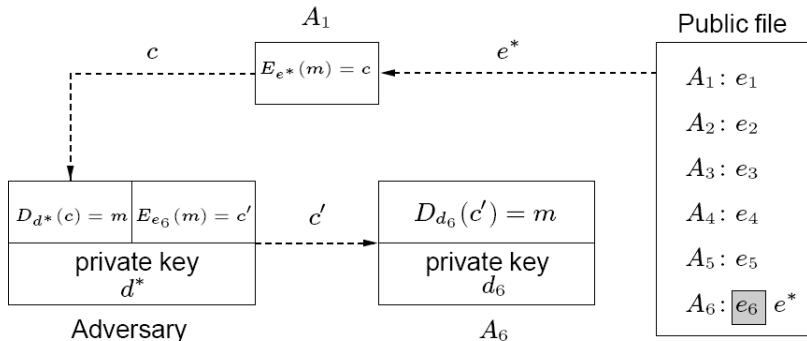 A₁
Public file
c
e*
E_{e*}(m) = c
A₁: e₁
A₂: e₂
A₃: e₃
A₄: e₄
A₅: e₅
A₆: e₆ e*
D_{d*}(c) = m
E_{e₆}(m) = c′
c′
D_{d₆}(c′) = m
private key
d*
private key
d₆
Adversary
A₆